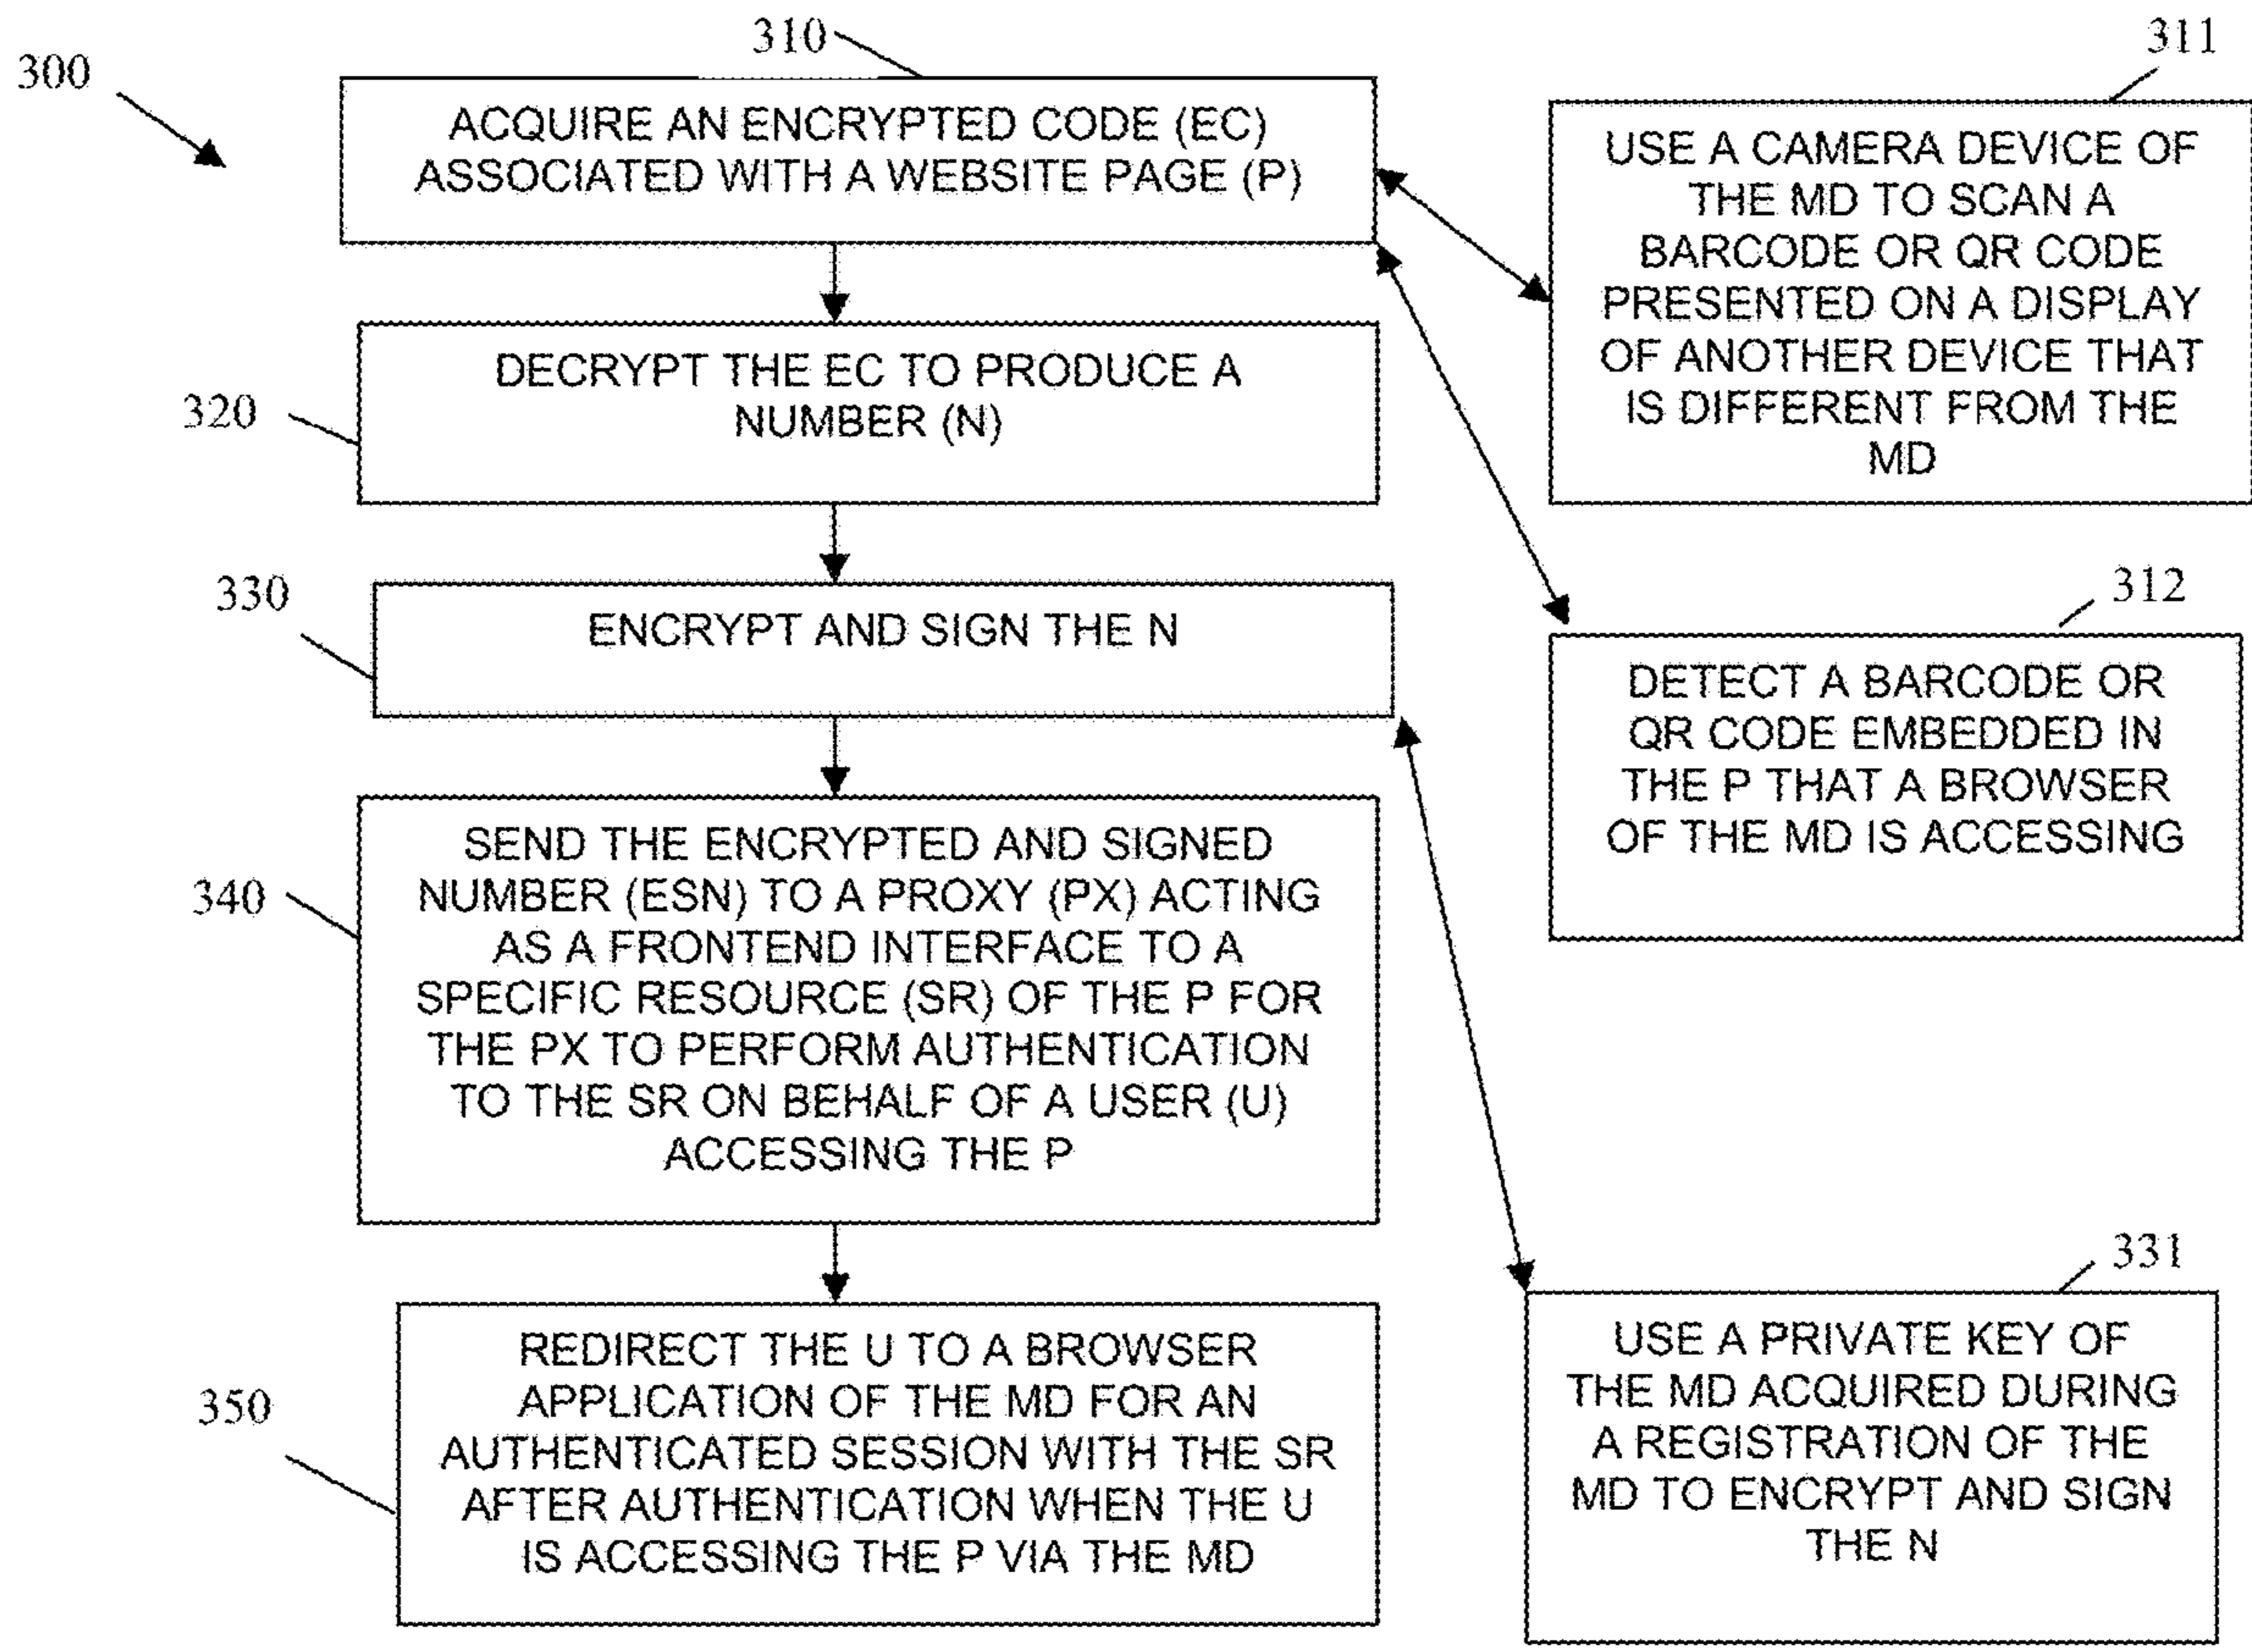 300
310
ACQUIRE AN ENCRYPTED CODE (EC)
ASSOCIATED WITH A WEBSITE PAGE (P)
311
USE A CAMERA DEVICE OF
THE MD TO SCAN A
BARCODE OR QR CODE
PRESENTED ON A DISPLAY
OF ANOTHER DEVICE THAT
IS DIFFERENT FROM THE
MD
320
DECRYPT THE EC TO PRODUCE A
NUMBER (N)
312
DETECT A BARCODE OR
QR CODE EMBEDDED IN
THE P THAT A BROWSER
OF THE MD IS ACCESSING
330
ENCRYPT AND SIGN THE N
340
SEND THE ENCRYPTED AND SIGNED
NUMBER (ESN) TO A PROXY (PX) ACTING
AS A FRONTEND INTERFACE TO A
SPECIFIC RESOURCE (SR) OF THE P FOR
THE PX TO PERFORM AUTHENTICATION
TO THE SR ON BEHALF OF A USER (U)
ACCESSING THE P
331
USE A PRIVATE KEY OF
THE MD ACQUIRED DURING
A REGISTRATION OF THE
MD TO ENCRYPT AND SIGN
THE N
350
REDIRECT THE U TO A BROWSER
APPLICATION OF THE MD FOR AN
AUTHENTICATED SESSION WITH THE SR
AFTER AUTHENTICATION WHEN THE U
IS ACCESSING THE P VIA THE MD